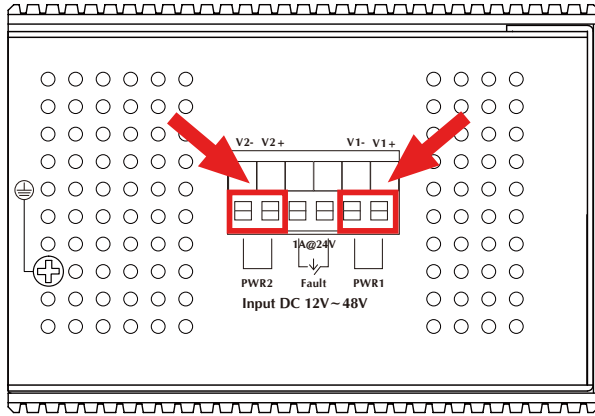 V2- V2+ V1- V1+
1A@24V
PWR2 Fault PWR1
Input DC 12V~48V